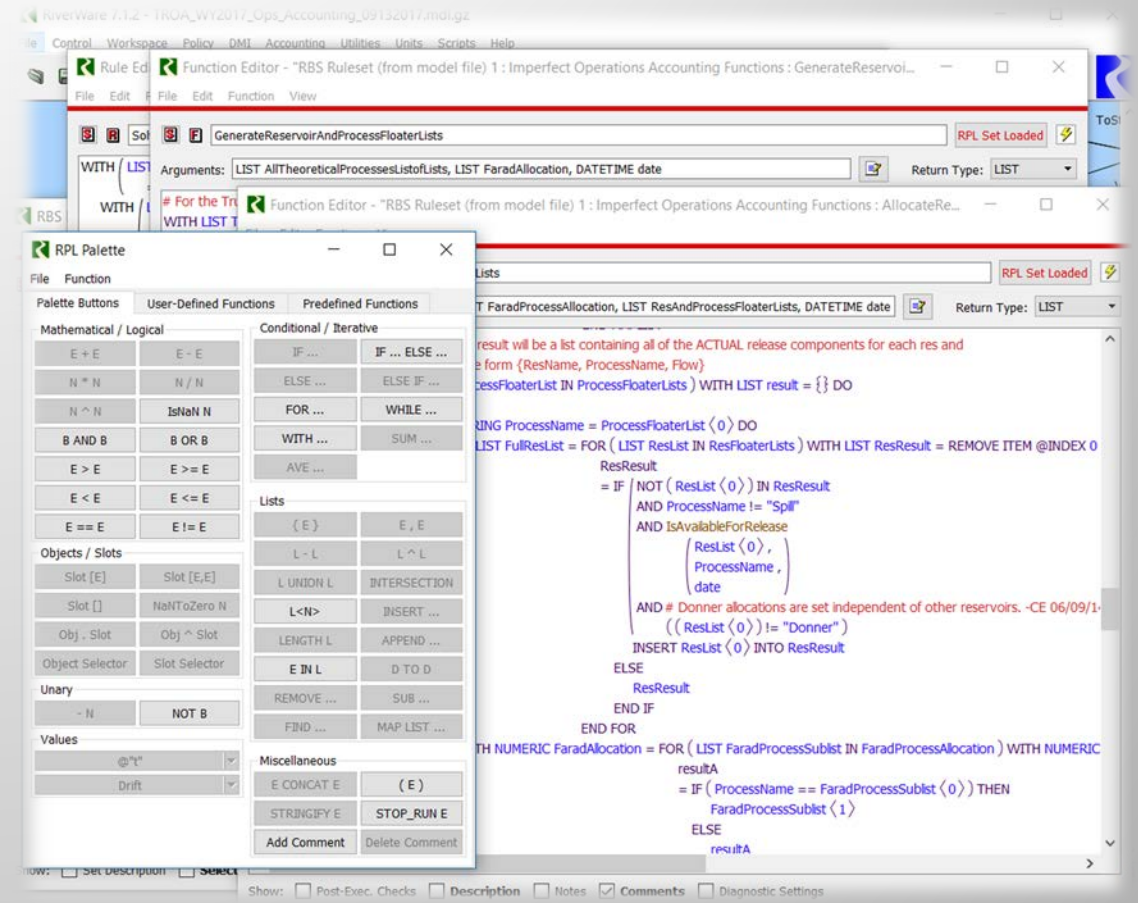 RiverWare 7.1.2 - TROA_WY2017_Ops_Accounting_09132017.mdl.gz
Control Workspace Policy DMI Accounting Utilities Units Scripts Help
Rule Edi
File Edit
Function Editor - "RBS Ruleset (from model file) 1 : Imperfect Operations Accounting Functions : GenerateReservoi...
File Edit Function View
S R Sol
S F GenerateReservoirAndProcessFloaterLists RPL Set Loaded
ToSt
WITH ( LIST
Arguments: LIST AllTheoreticalProcessesListofLists, LIST FaradAllocation, DATETIME date Return Type: LIST
WITH
# For the Tru
WITH LIST T
RBS
Function Editor - "RBS Ruleset (from model file) 1 : Imperfect Operations Accounting Functions : AllocateRe...
Lists RPL Set Loaded
T FaradProcessAllocation, LIST ResAndProcessFloaterLists, DATETIME date Return Type: LIST
result will be a list containing all of the ACTUAL release components for each res and
e form {ResName, ProcessName, Flow}
cessFloaterList IN ProcessFloaterLists ) WITH LIST result = {} DO
RING ProcessName = ProcessFloaterList <0> DO
LIST FullResList = FOR ( LIST ResList IN ResFloaterLists ) WITH LIST ResResult = REMOVE ITEM @INDEX 0
ResResult
= IF ( NOT ( ResList <0> ) IN ResResult
AND ProcessName != "Spill"
AND IsAvailableForRelease
( ResList <0> ,
ProcessName ,
date )
AND # Donner allocations are set independent of other reservoirs. -CE 06/09/1
( ( ResList <0> ) != "Donner" )
INSERT ResList <0> INTO ResResult
ELSE
ResResult
END IF
END FOR
TH NUMERIC FaradAllocation = FOR ( LIST FaradProcessSublist IN FaradProcessAllocation ) WITH NUMERIC
resultA
= IF ( ProcessName == FaradProcessSublist <0> ) THEN
FaradProcessSublist <1>
ELSE
resultA
RPL Palette
File Function
Palette Buttons User-Defined Functions Predefined Functions
Mathematical / Logical
E + E E - E
N * N N / N
N ^ N IsNaN N
B AND B B OR B
E > E E >= E
E < E E <= E
E == E E != E
Objects / Slots
Slot [E] Slot [E,E]
Slot [] NaNToZero N
Obj . Slot Obj ^ Slot
Object Selector Slot Selector
Unary
- N NOT B
Values
@"t"
Drift
Conditional / Iterative
IF ... IF ... ELSE ...
ELSE ... ELSE IF ...
FOR ... WHILE ...
WITH ... SUM ...
AVE ...
Lists
{ E } E , E
L - L L ^ L
L UNION L INTERSECTION
L<N> INSERT ...
LENGTH L APPEND ...
E IN L D TO D
REMOVE ... SUB ...
FIND ... MAP LIST ...
Miscellaneous
E CONCAT E ( E )
STRINGIFY E STOP_RUN E
Add Comment Delete Comment
Set Description Select
Show: Post-Exec. Checks Description Notes Comments Diagnostic Settings